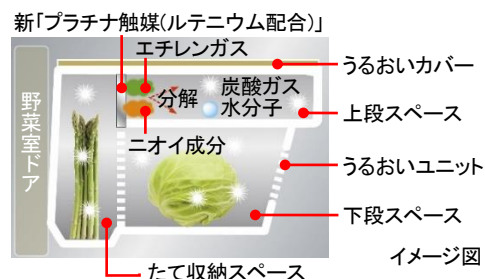 新「プラチナ触媒(ルテニウム配合)」
エチレンガス
うるおいカバー
炭酸ガス
分解
水分子
上段スペース
野菜室ドア
ニオイ成分
うるおいユニット
下段スペース
イメージ図
たて収納スペース